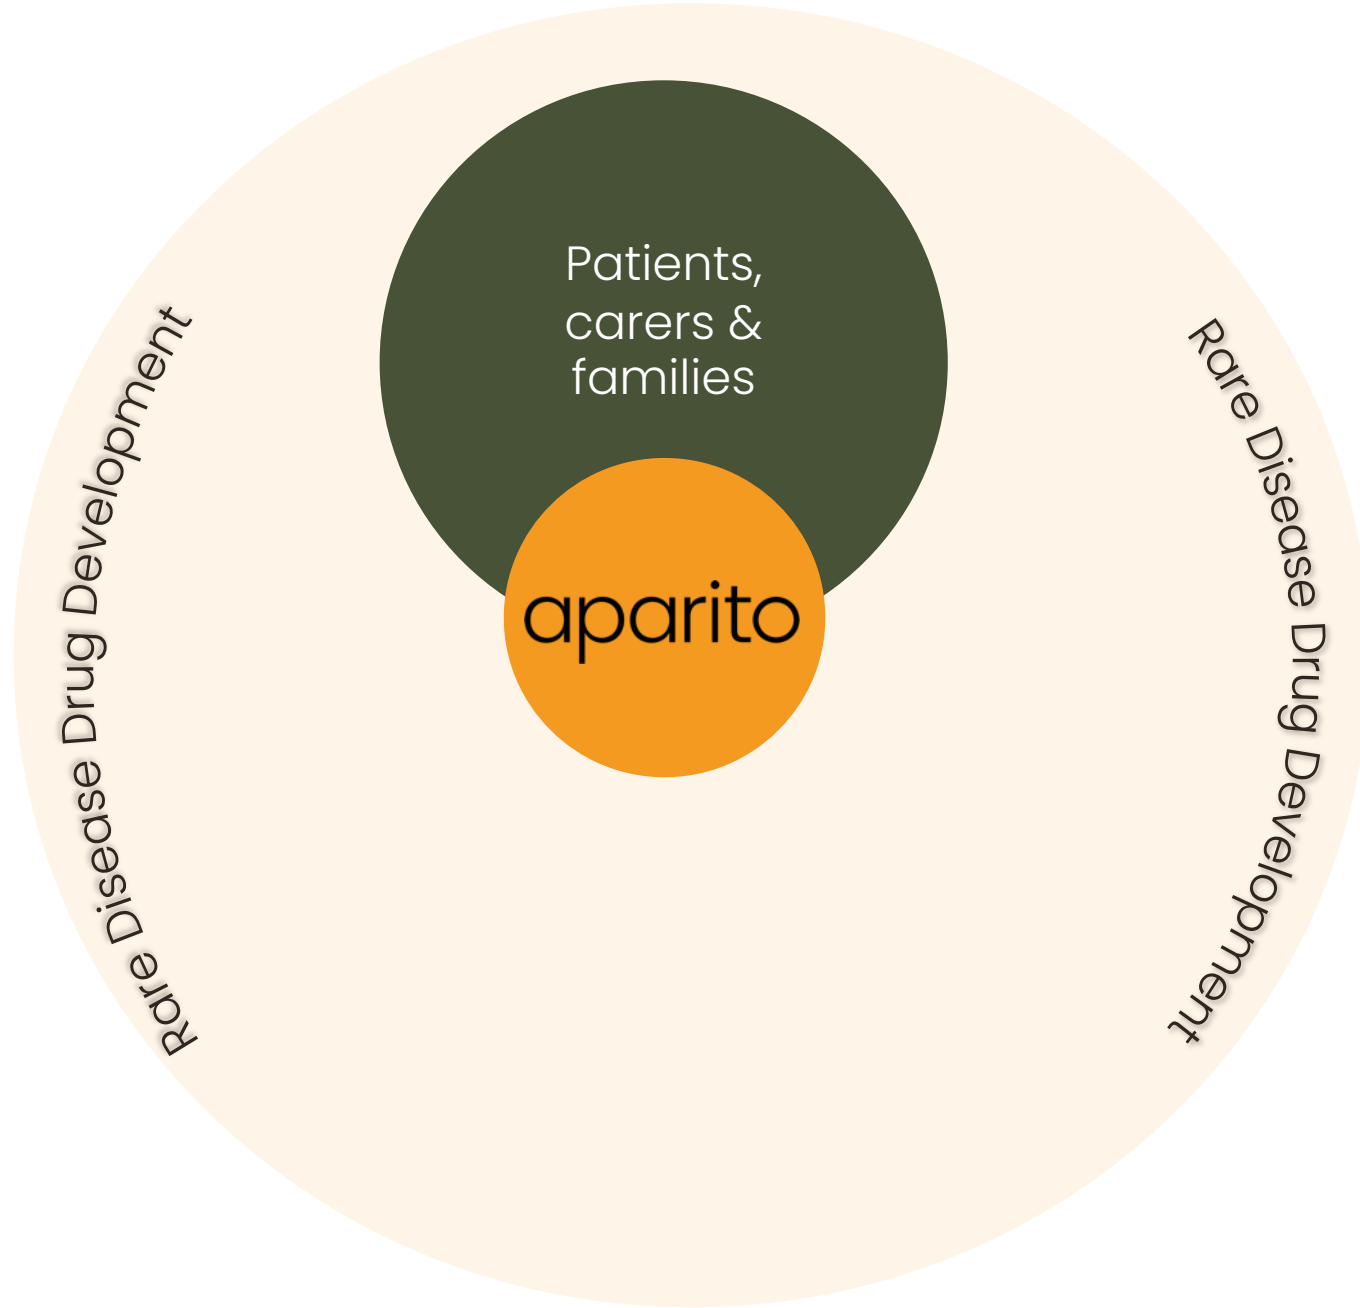 Patients,
carers &
families
aparito
Rare Disease Drug Development
Rare Disease Drug Development